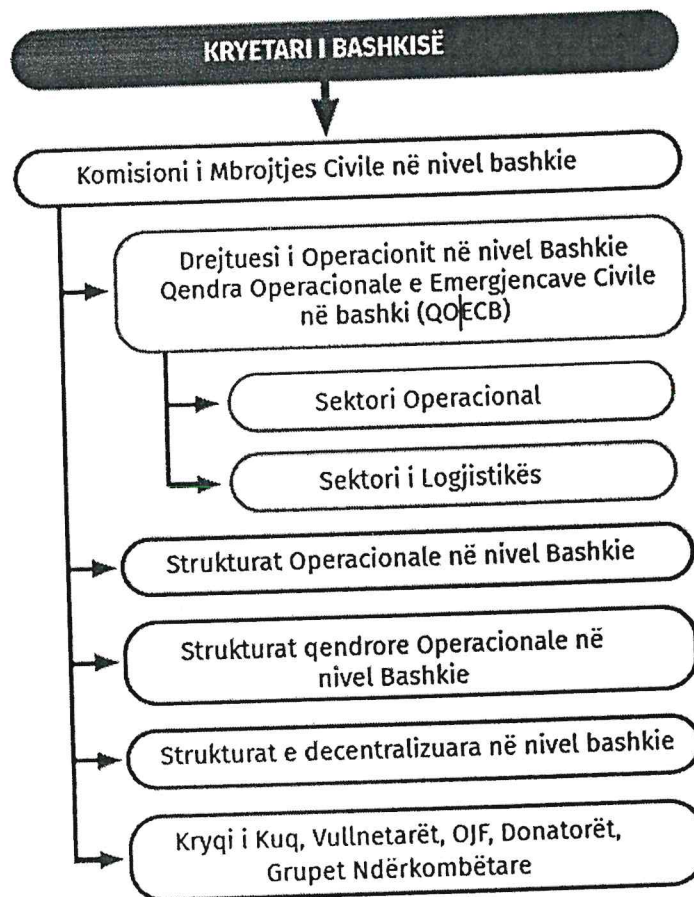 KRYETARI I BASHKISË
Komisioni i Mbrojtjes Civile në nivel bashkie
Drejtuesi i Operacionit në nivel Bashkie
Qendra Operacionale e Emergjencave Civile
në bashki (QOECB)
Sektori Operacional
Sektori i Logjistikës
Strukturat Operacionale në nivel Bashkie
Strukturat qendrore Operacionale në
nivel Bashkie
Strukturat e decentralizuara në nivel bashkie
Kryqi i Kuq, Vullnetarët, OJF, Donatorët,
Grupet Ndërkombëtare